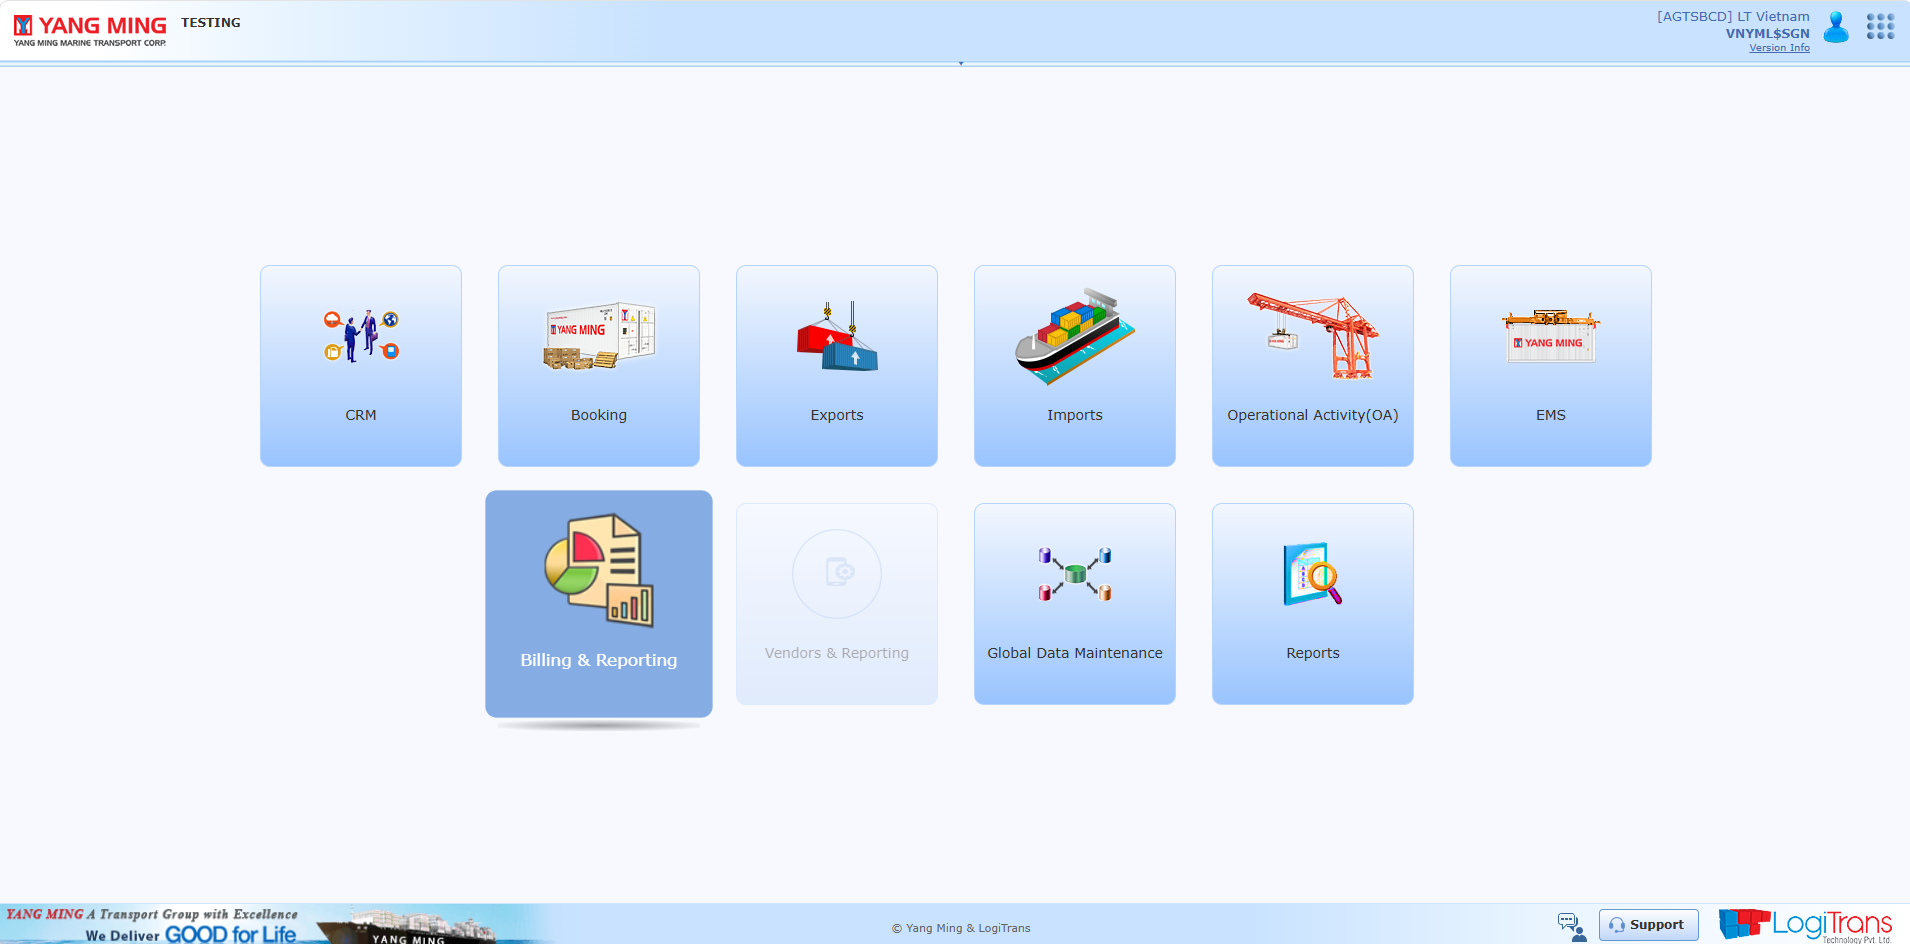 YANG MING
YANG MING MARINE TRANSPORT CORP.
TESTING
[AGTSBCD] LT Vietnam
VNYML$SGN
Version Info
YANG MING
YANG MING
YANG MING
CRM
Booking
Exports
Imports
Operational Activity(OA)
EMS
Billing & Reporting
Vendors & Reporting
Global Data Maintenance
Reports
YANG MING A Transport Group with Excellence
We Deliver GOOD for Life
YANG MING
© Yang Ming & LogiTrans
Support
LogiTrans
Technology Pvt. Ltd.